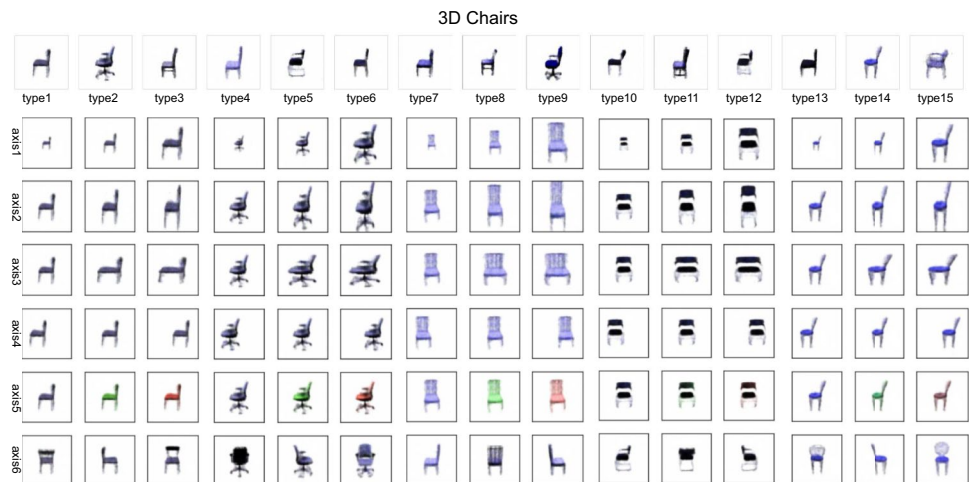 3D Chairs
type1 type2 type3 type4 type5 type6 type7 type8 type9 type10 type11 type12 type13 type14 type15
axis1
axis2
axis3
axis4
axis5
axis6